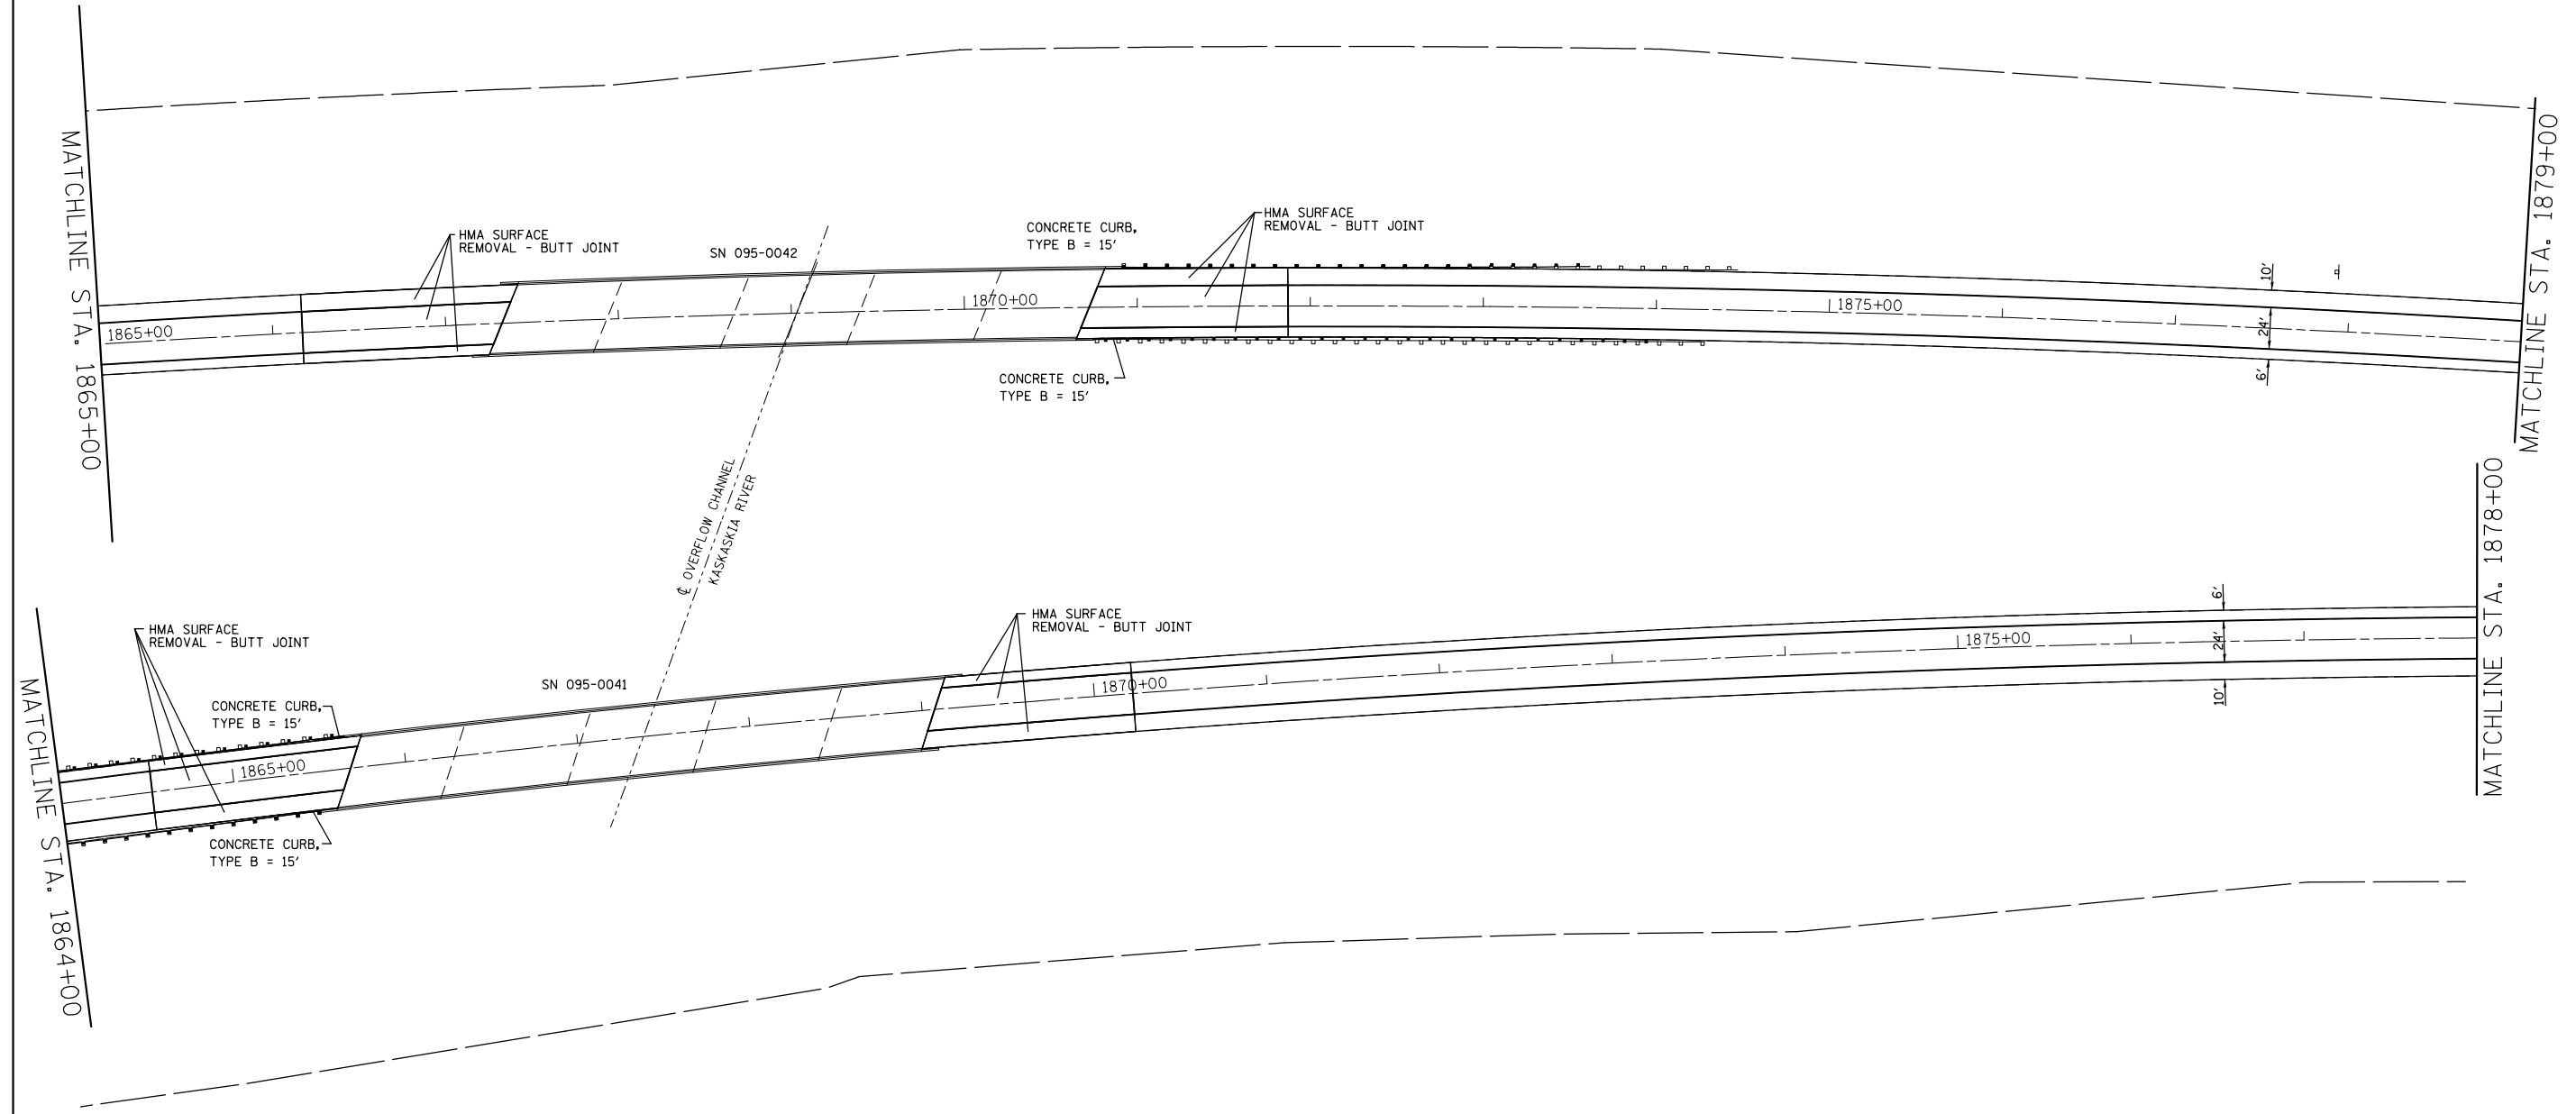 MATCHLINE STA. 1865+00
MATCHLINE STA. 1879+00
HMA SURFACE
REMOVAL - BUTT JOINT
SN 095-0042
CONCRETE CURB,
TYPE B = 15'
HMA SURFACE
REMOVAL - BUTT JOINT
1865+00
1870+00
1875+00
10'
24'
6'
CONCRETE CURB,
TYPE B = 15'
℄ OVERFLOW CHANNEL
KASKASKIA RIVER
MATCHLINE STA. 1864+00
MATCHLINE STA. 1878+00
HMA SURFACE
REMOVAL - BUTT JOINT
CONCRETE CURB,
TYPE B = 15'
SN 095-0041
HMA SURFACE
REMOVAL - BUTT JOINT
1865+00
1870+00
1875+00
6'
24'
10'
CONCRETE CURB,
TYPE B = 15'